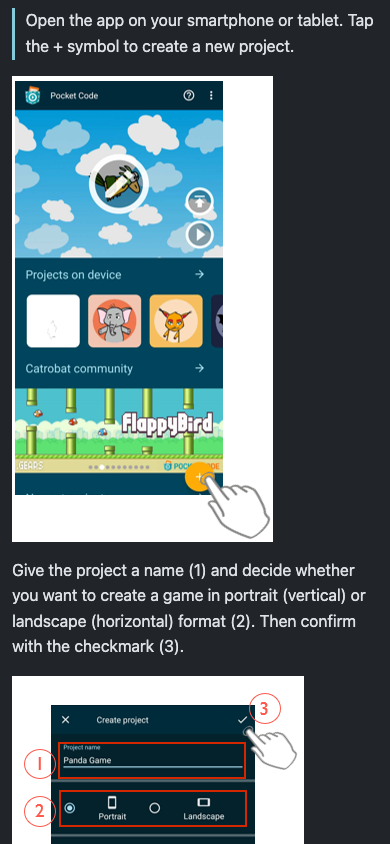 Open the app on your smartphone or tablet. Tap
the + symbol to create a new project.
Pocket Code
Projects on device
Catrobat community
FlappyBird
GEARS
+
Give the project a name (1) and decide whether
you want to create a game in portrait (vertical) or
landscape (horizontal) format (2). Then confirm
with the checkmark (3).
3
Create project
1
Project name
Panda Game
2
Portrait
Landscape